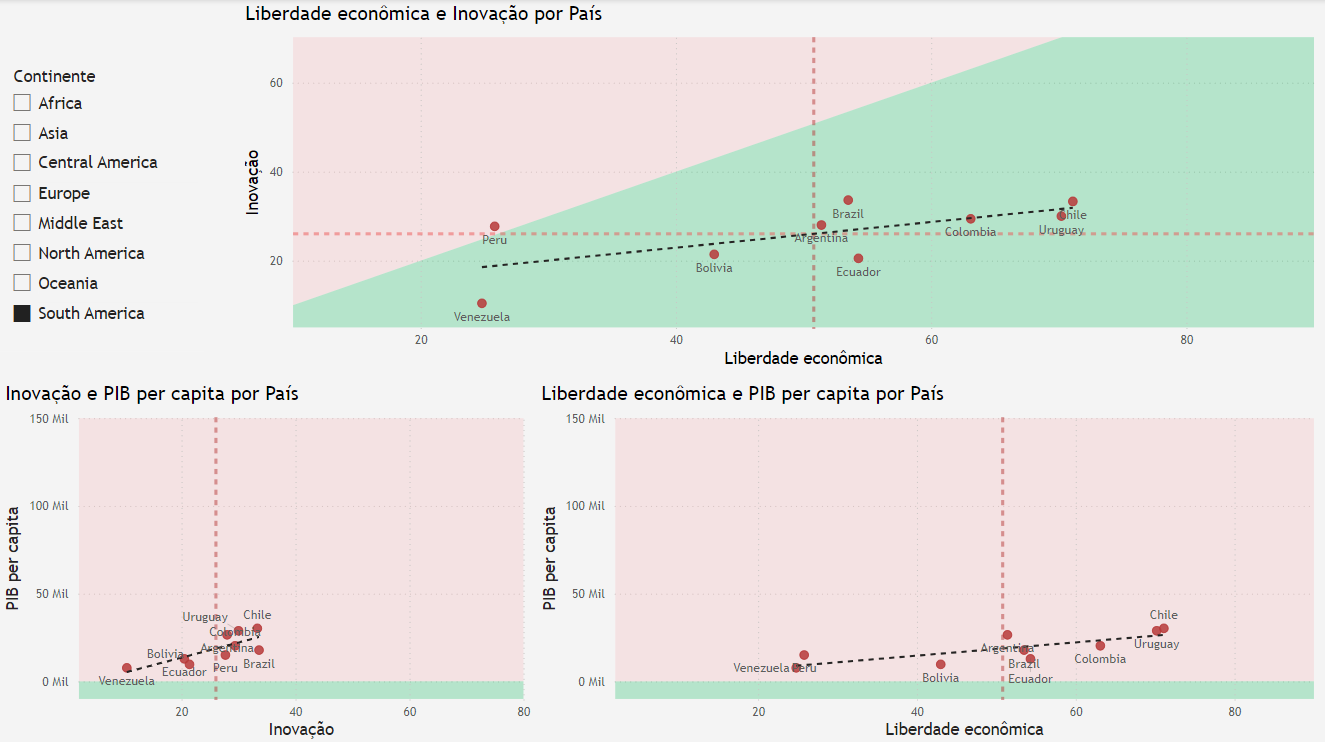 Liberdade econômica e Inovação por País
Continente
Africa
Asia
Central America
Europe
Middle East
North America
Oceania
South America
Inovação
60
40
20
Peru
Venezuela
Bolivia
Brazil
Argentina
Ecuador
Colombia
Chile
Uruguay
20
40
60
80
Liberdade econômica
Inovação e PIB per capita por País
PIB per capita
150 Mil
100 Mil
50 Mil
0 Mil
Uruguay
Chile
Colombia
Argentina
Bolivia
Ecuador
Peru
Brazil
Venezuela
20
40
60
80
Inovação
Liberdade econômica e PIB per capita por País
PIB per capita
150 Mil
100 Mil
50 Mil
0 Mil
Chile
Uruguay
Argentina
Colombia
Brazil
Ecuador
Venezuela
Peru
Bolivia
20
40
60
80
Liberdade econômica